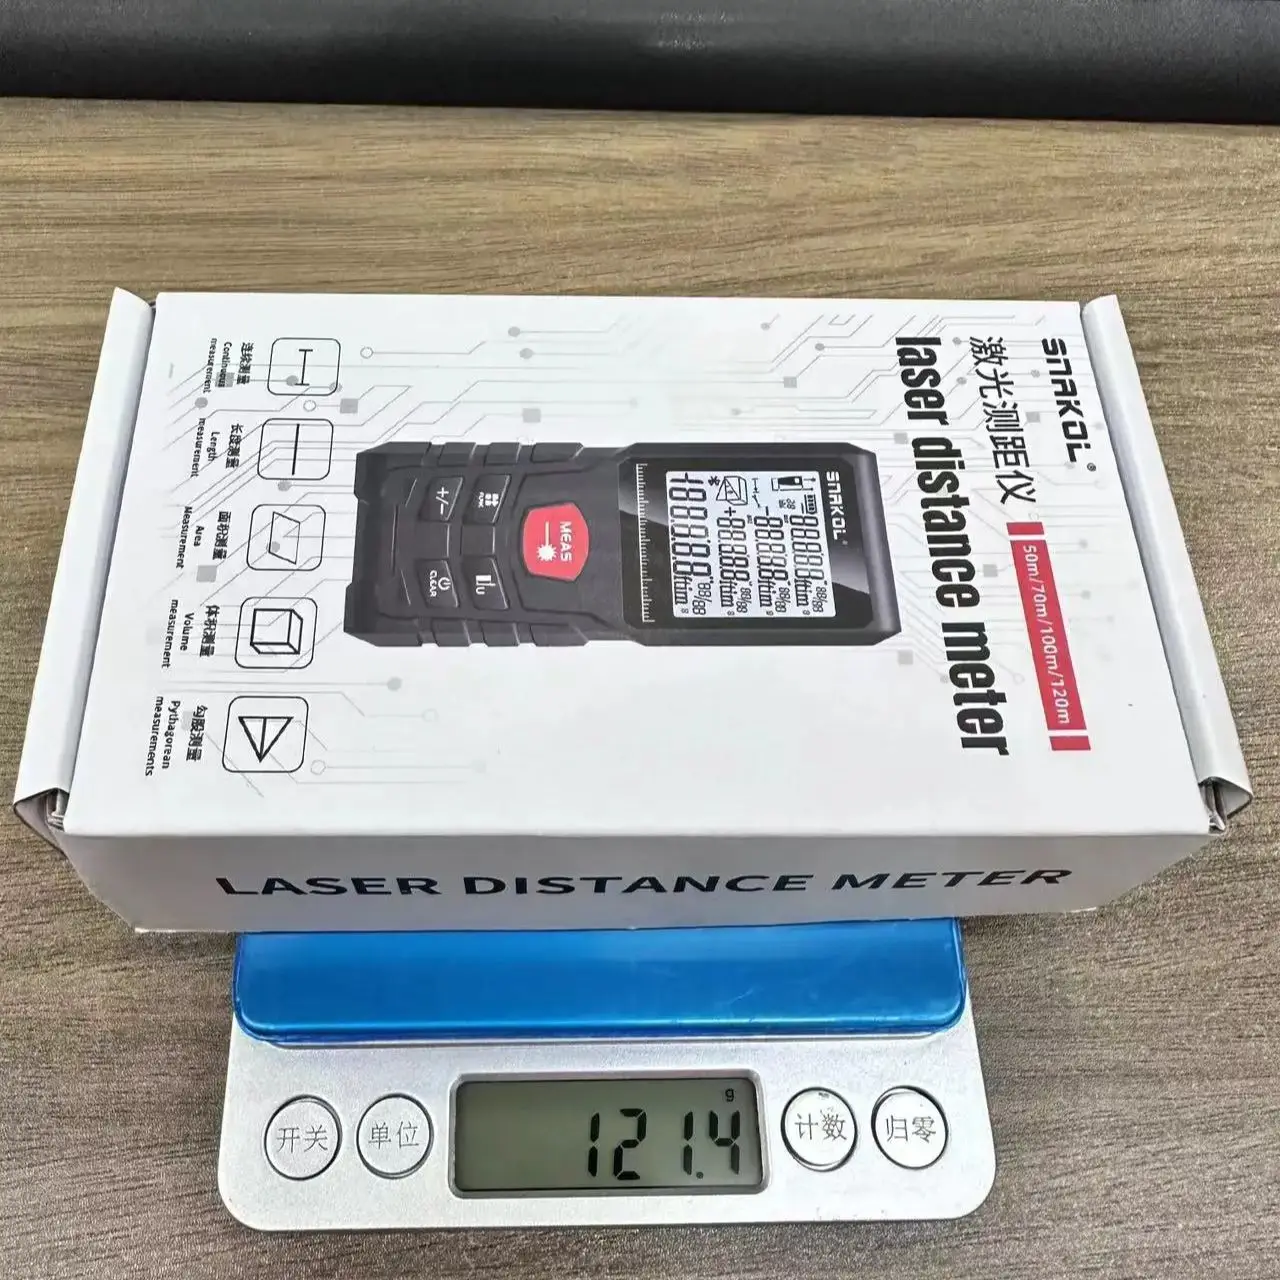 SNAKOL®
激光测距仪
laser distance meter
50m/70m/100m/120m
SNAKOL
FUNC
+/-
MEAS
CLEAR
连续测量
Continuous
measurement
长度测量
Length
measurement
面积测量
Area
Measurement
体积测量
Volume
measurement
勾股测量
Pythagorean
measurements
LASER DISTANCE METER
开关
单位
g
121.4
计数
归零